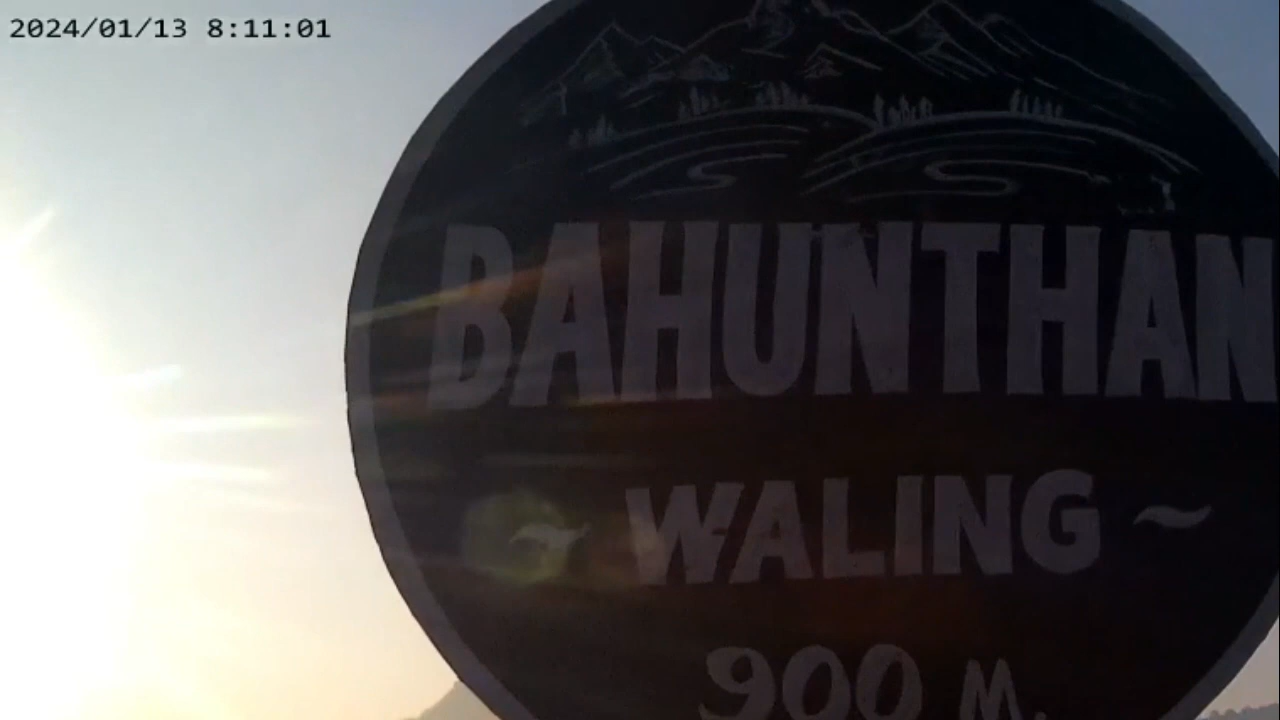 2024/01/13 8:11:01
BAHUNTHAN
~ WALING ~
900 M.